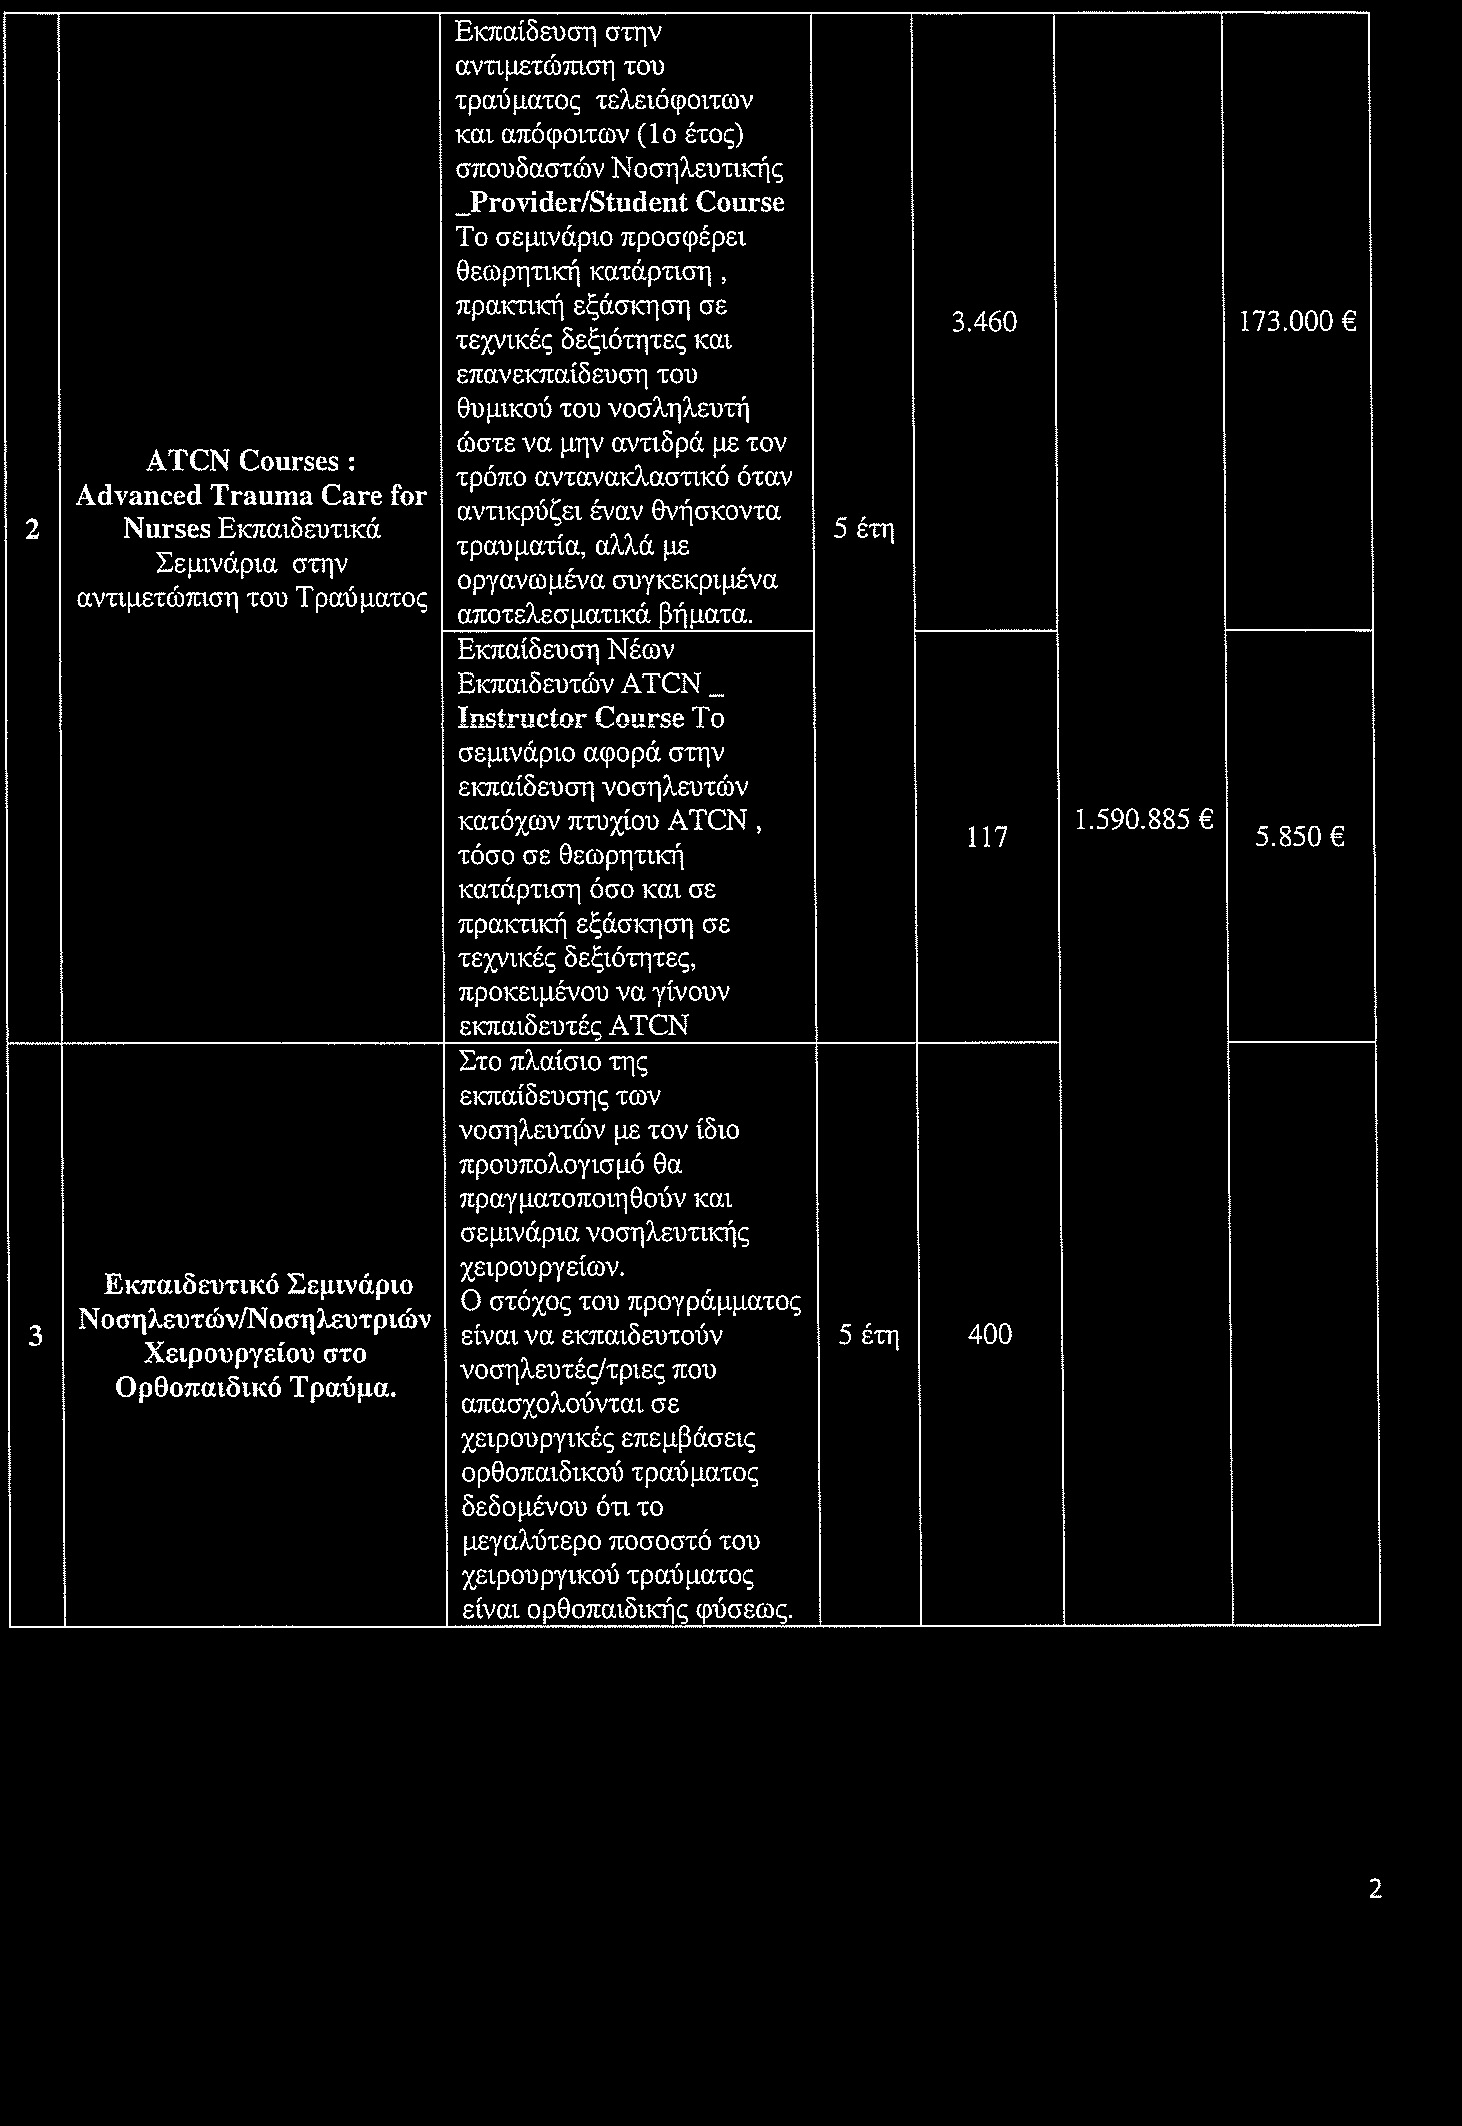 2
ATCN Courses :
Advanced Trauma Care for
Nurses Εκπαιδευτικά
Σεμινάρια στην
αντιμετώπιση του Τραύματος
Εκπαίδευση στην
αντιμετώπιση του
τραύματος τελειόφοιτων
και απόφοιτων (1ο έτος)
σπουδαστών Νοσηλευτικής
_Provider/Student Course
Το σεμινάριο προσφέρει
θεωρητική κατάρτιση ,
πρακτική εξάσκηση σε
τεχνικές δεξιότητες και
επανεκπαίδευση του
θυμικού του νοσληλευτή
ώστε να μην αντιδρά με τον
τρόπο αντανακλαστικό όταν
αντικρύζει έναν θνήσκοντα
τραυματία, αλλά με
οργανωμένα συγκεκριμένα
αποτελεσματικά βήματα.
5 έτη
3.460
173.000 €
Εκπαίδευση Νέων
Εκπαιδευτών ATCN _
Instructor Course Το
σεμινάριο αφορά στην
εκπαίδευση νοσηλευτών
κατόχων πτυχίου ATCN ,
τόσο σε θεωρητική
κατάρτιση όσο και σε
πρακτική εξάσκηση σε
τεχνικές δεξιότητες,
προκειμένου να γίνουν
εκπαιδευτές ATCN
117
1.590.885 €
5.850 €
3
Εκπαιδευτικό Σεμινάριο
Νοσηλευτών/Νοσηλευτριών
Χειρουργείου στο
Ορθοπαιδικό Τραύμα.
Στο πλαίσιο της
εκπαίδευσης των
νοσηλευτών με τον ίδιο
προυπολογισμό θα
πραγματοποιηθούν και
σεμινάρια νοσηλευτικής
χειρουργείων.
Ο στόχος του προγράμματος
είναι να εκπαιδευτούν
νοσηλευτές/τριες που
απασχολούνται σε
χειρουργικές επεμβάσεις
ορθοπαιδικού τραύματος
δεδομένου ότι το
μεγαλύτερο ποσοστό του
χειρουργικού τραύματος
είναι ορθοπαιδικής φύσεως.
5 έτη
400
2